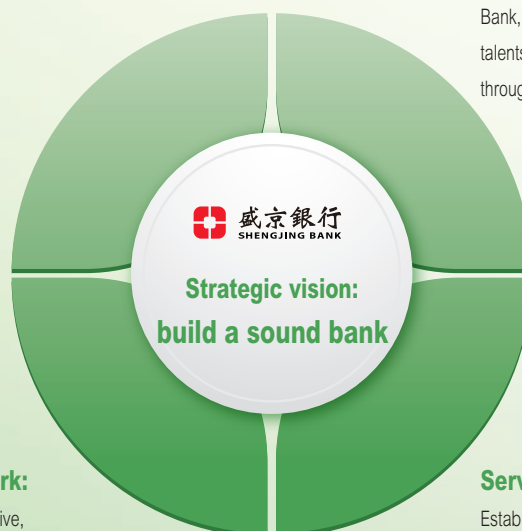 Bank,
talents
throug
盛京銀行
SHENGJING BANK
Strategic vision:
build a sound bank
rk:
ive,
Serv
Estab